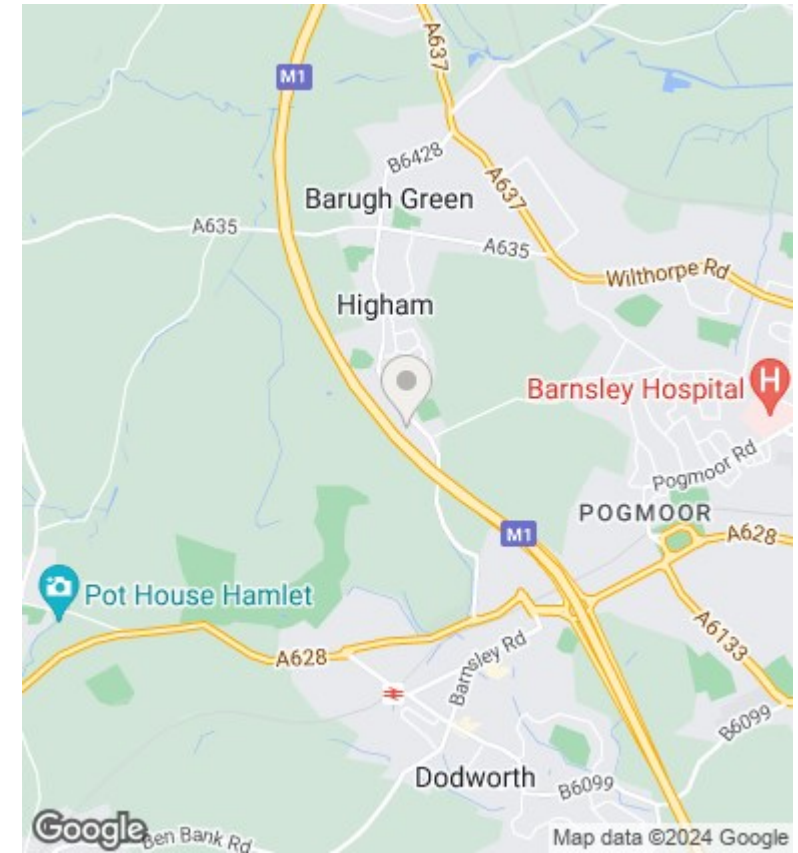 A637
M1
B6428
A637
Barugh Green
A635
A635
Wilthorpe Rd
Higham
Barnsley Hospital H
Pogmoor Rd
POGMOOR
M1
A628
Pot House Hamlet
A6133
A628
Barnsley Rd
B6099
Dodworth
B6099
Google
Ben Bank Rd
Map data ©2024 Google